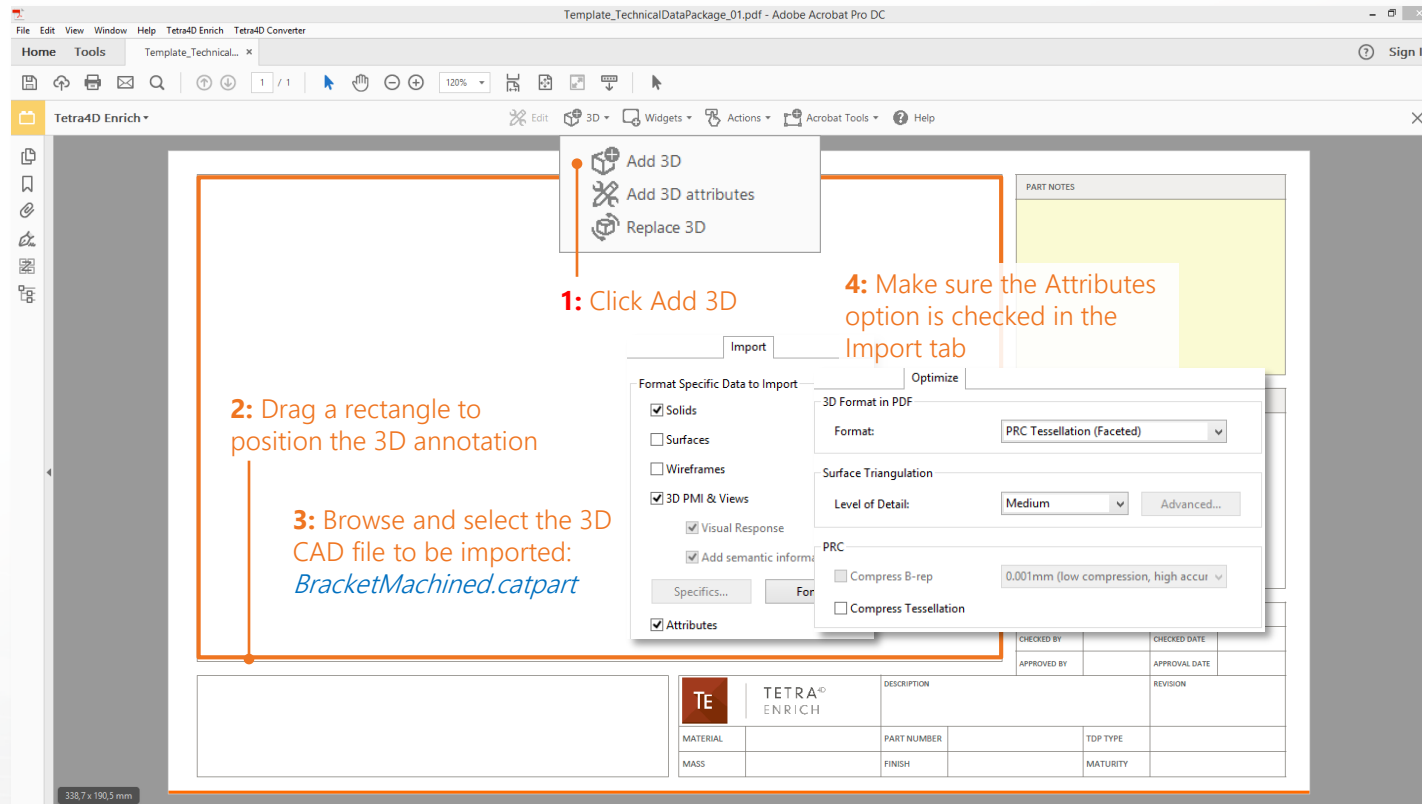 Template_TechnicalDataPackage_01.pdf - Adobe Acrobat Pro DC
File Edit View Window Help Tetra4D Enrich Tetra4D Converter
Home Tools Template_Technical... ×
Sign I
1 / 1
120%
Tetra4D Enrich
Edit 3D Widgets Actions Acrobat Tools Help
Add 3D
Add 3D attributes
Replace 3D
PART NOTES
1: Click Add 3D
4: Make sure the Attributes
option is checked in the
Import tab
2: Drag a rectangle to
position the 3D annotation
3: Browse and select the 3D
CAD file to be imported:
BracketMachined.catpart
Import
Format Specific Data to Import
Solids
Surfaces
Wireframes
3D PMI & Views
Visual Response
Add semantic informa
Specifics... For
Attributes
Optimize
3D Format in PDF
Format: PRC Tessellation (Faceted)
Surface Triangulation
Level of Detail: Medium Advanced...
PRC
Compress B-rep 0.001mm (low compression, high accur
Compress Tessellation
CHECKED BY CHECKED DATE
APPROVED BY APPROVAL DATE
TE TETRA4D
ENRICH
DESCRIPTION REVISION
MATERIAL PART NUMBER TDP TYPE
MASS FINISH MATURITY
338,7 x 190,5 mm